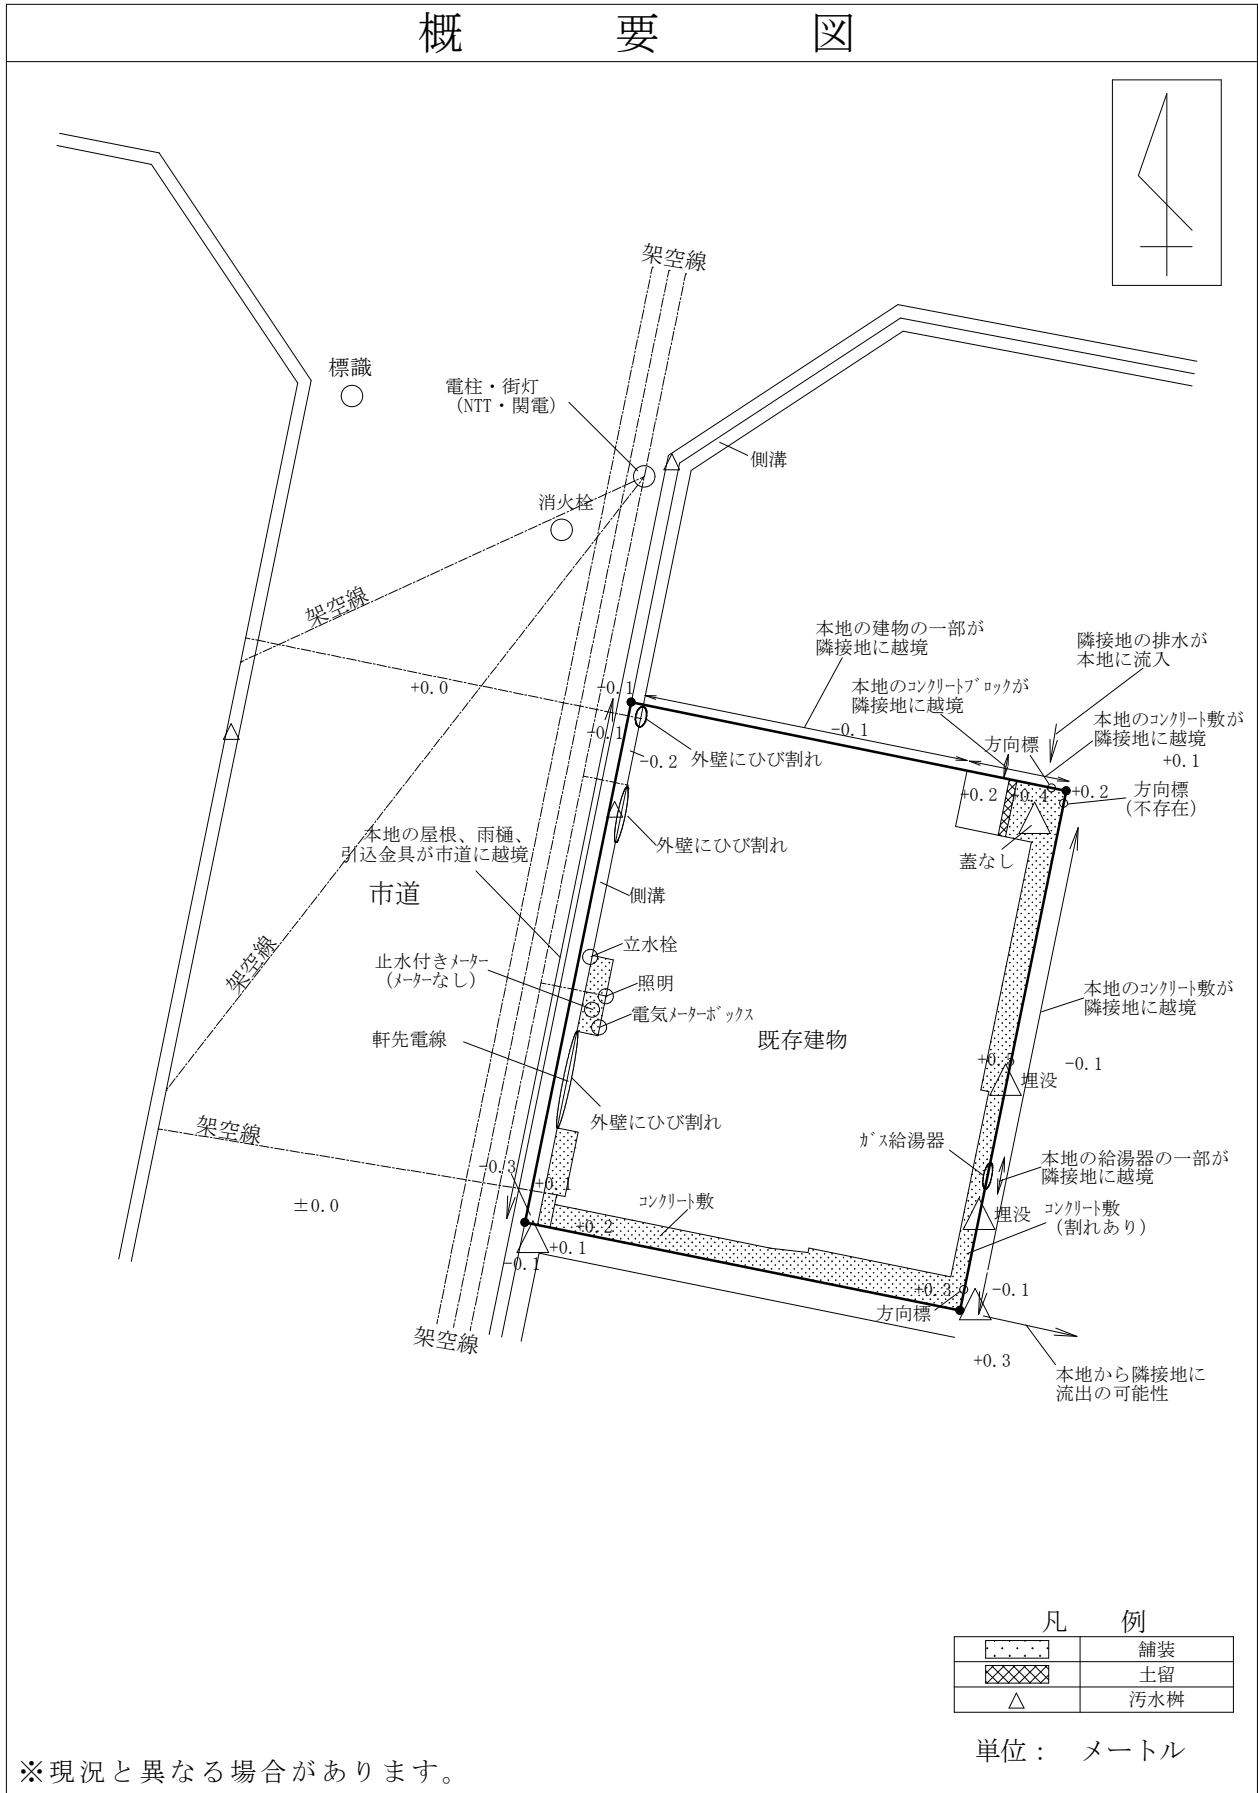 概要図
架空線
標識
電柱・街灯
(NTT・関電)
側溝
消火栓
架空線
本地の建物の一部が
隣接地に越境
隣接地の排水が
本地に流入
+0.0
-0.1
本地のコンクリートブロックが
隣接地に越境
本地のコンクリート敷が
隣接地に越境
-0.1
-0.1
方向標
-0.2
外壁にひび割れ
+0.1
+0.2
+0.4
+0.2
方向標
(不存在)
本地の屋根、雨樋、
引込金具が市道に越境
外壁にひび割れ
蓋なし
市道
側溝
架空線
立水栓
止水付きメーター
(メーターなし)
照明
本地のコンクリート敷が
隣接地に越境
電気メーターボックス
軒先電線
既存建物
+0.5
-0.1
埋没
架空線
外壁にひび割れ
ガス給湯器
本地の給湯器の一部が
隣接地に越境
-0.3
+0.1
コンクリート敷
±0.0
埋没
コンクリート敷
(割れあり)
+0.2
+0.1
-0.1
+0.3
-0.1
方向標
架空線
+0.3
本地から隣接地に
流出の可能性
凡例
舗装
土留
汚水桝
単位： メートル
※現況と異なる場合があります。